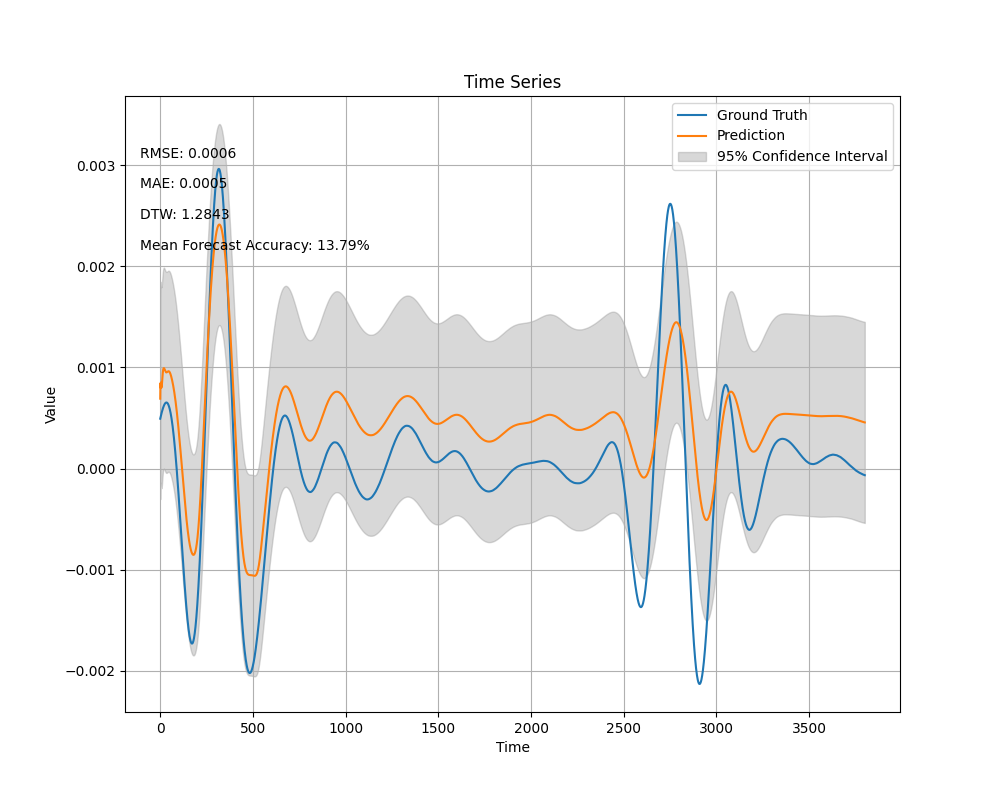 Time Series
Ground Truth
Prediction
95% Confidence Interval
RMSE: 0.0006
MAE: 0.0005
DTW: 1.2843
Mean Forecast Accuracy: 13.79%
Value
0.003
0.002
0.001
0.000
−0.001
−0.002
0 500 1000 1500 2000 2500 3000 3500
Time